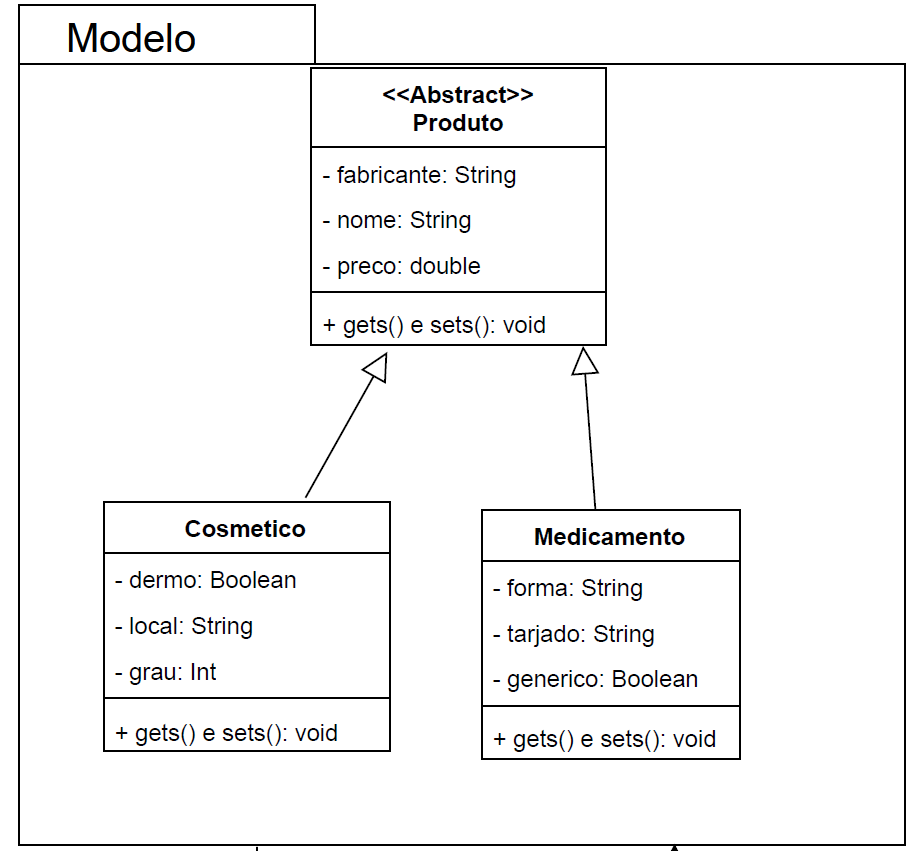 Modelo
<<Abstract>>
Produto
- fabricante: String
- nome: String
- preco: double
+ gets() e sets(): void
Cosmetico
- dermo: Boolean
- local: String
- grau: Int
+ gets() e sets(): void
Medicamento
- forma: String
- tarjado: String
- generico: Boolean
+ gets() e sets(): void